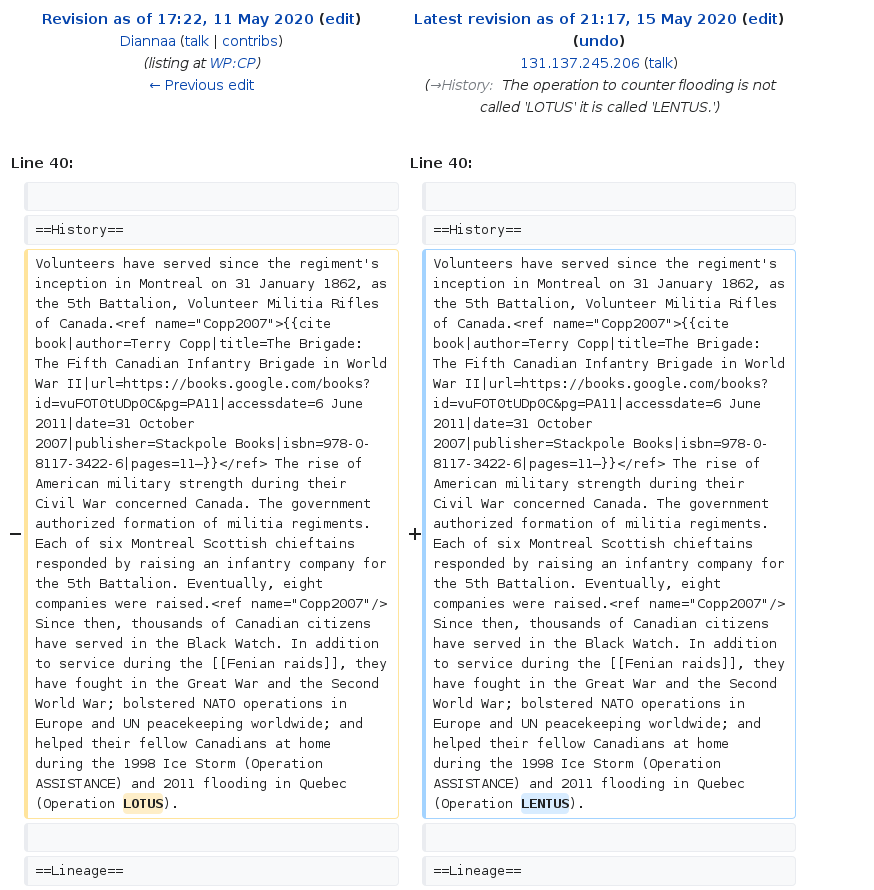 Revision as of 17:22, 11 May 2020 (edit)
Diannaa (talk | contribs)
(listing at WP:CP)
← Previous edit
Latest revision as of 21:17, 15 May 2020 (edit)
(undo)
131.137.245.206 (talk)
(→History: The operation to counter flooding is not
called 'LOTUS' it is called 'LENTUS.')
Line 40:
Line 40:
==History==
==History==
−
Volunteers have served since the regiment's
inception in Montreal on 31 January 1862, as
the 5th Battalion, Volunteer Militia Rifles
of Canada.<ref name="Copp2007">{{cite
book|author=Terry Copp|title=The Brigade:
The Fifth Canadian Infantry Brigade in World
War II|url=https://books.google.com/books?
id=vuFOT0tUDp0C&pg=PA11|accessdate=6 June
2011|date=31 October
2007|publisher=Stackpole Books|isbn=978-0-
8117-3422-6|pages=11–}}</ref> The rise of
American military strength during their
Civil War concerned Canada. The government
authorized formation of militia regiments.
Each of six Montreal Scottish chieftains
responded by raising an infantry company for
the 5th Battalion. Eventually, eight
companies were raised.<ref name="Copp2007"/>
Since then, thousands of Canadian citizens
have served in the Black Watch. In addition
to service during the [[Fenian raids]], they
have fought in the Great War and the Second
World War; bolstered NATO operations in
Europe and UN peacekeeping worldwide; and
helped their fellow Canadians at home
during the 1998 Ice Storm (Operation
ASSISTANCE) and 2011 flooding in Quebec
(Operation LOTUS).
+
Volunteers have served since the regiment's
inception in Montreal on 31 January 1862, as
the 5th Battalion, Volunteer Militia Rifles
of Canada.<ref name="Copp2007">{{cite
book|author=Terry Copp|title=The Brigade:
The Fifth Canadian Infantry Brigade in World
War II|url=https://books.google.com/books?
id=vuFOT0tUDp0C&pg=PA11|accessdate=6 June
2011|date=31 October
2007|publisher=Stackpole Books|isbn=978-0-
8117-3422-6|pages=11–}}</ref> The rise of
American military strength during their
Civil War concerned Canada. The government
authorized formation of militia regiments.
Each of six Montreal Scottish chieftains
responded by raising an infantry company for
the 5th Battalion. Eventually, eight
companies were raised.<ref name="Copp2007"/>
Since then, thousands of Canadian citizens
have served in the Black Watch. In addition
to service during the [[Fenian raids]], they
have fought in the Great War and the Second
World War; bolstered NATO operations in
Europe and UN peacekeeping worldwide; and
helped their fellow Canadians at home
during the 1998 Ice Storm (Operation
ASSISTANCE) and 2011 flooding in Quebec
(Operation LENTUS).
==Lineage==
==Lineage==